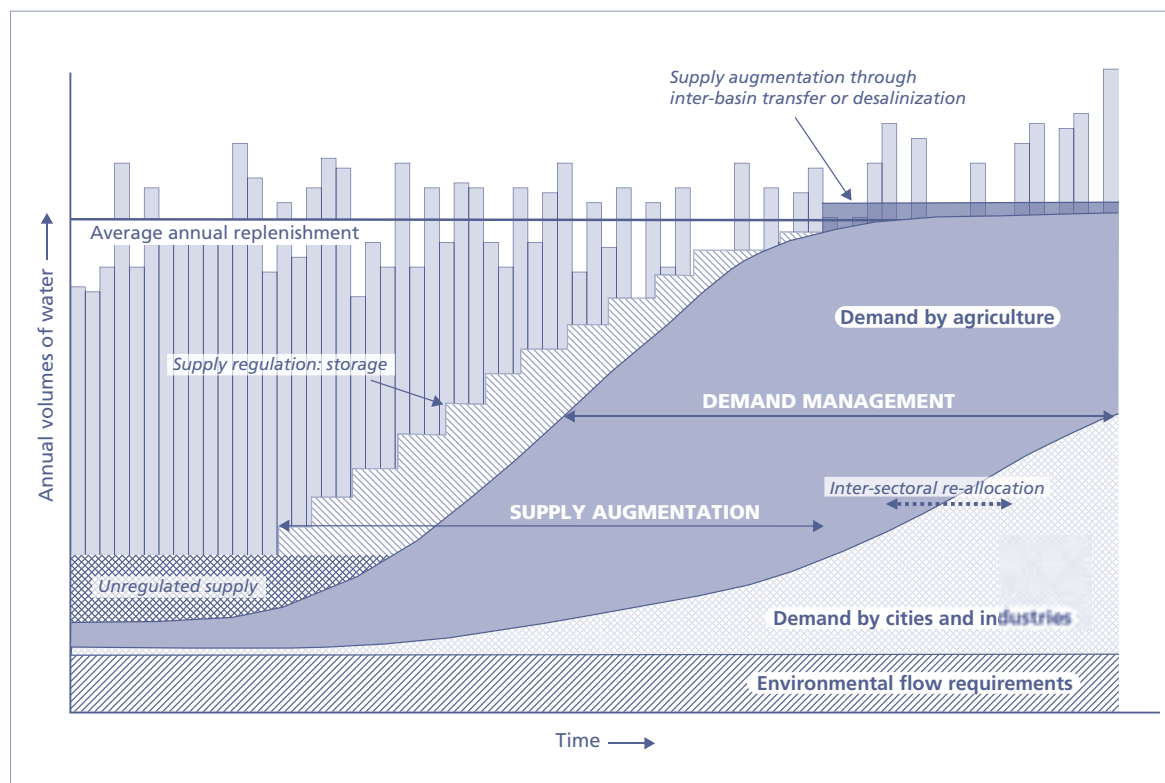 Supply augmentation through
inter-basin transfer or desalinization
Average annual replenishment
Annual volumes of water
Demand by agriculture
Supply regulation: storage
DEMAND MANAGEMENT
Inter-sectoral re-allocation
SUPPLY AUGMENTATION
Unregulated supply
Demand by cities and industries
Environmental flow requirements
Time